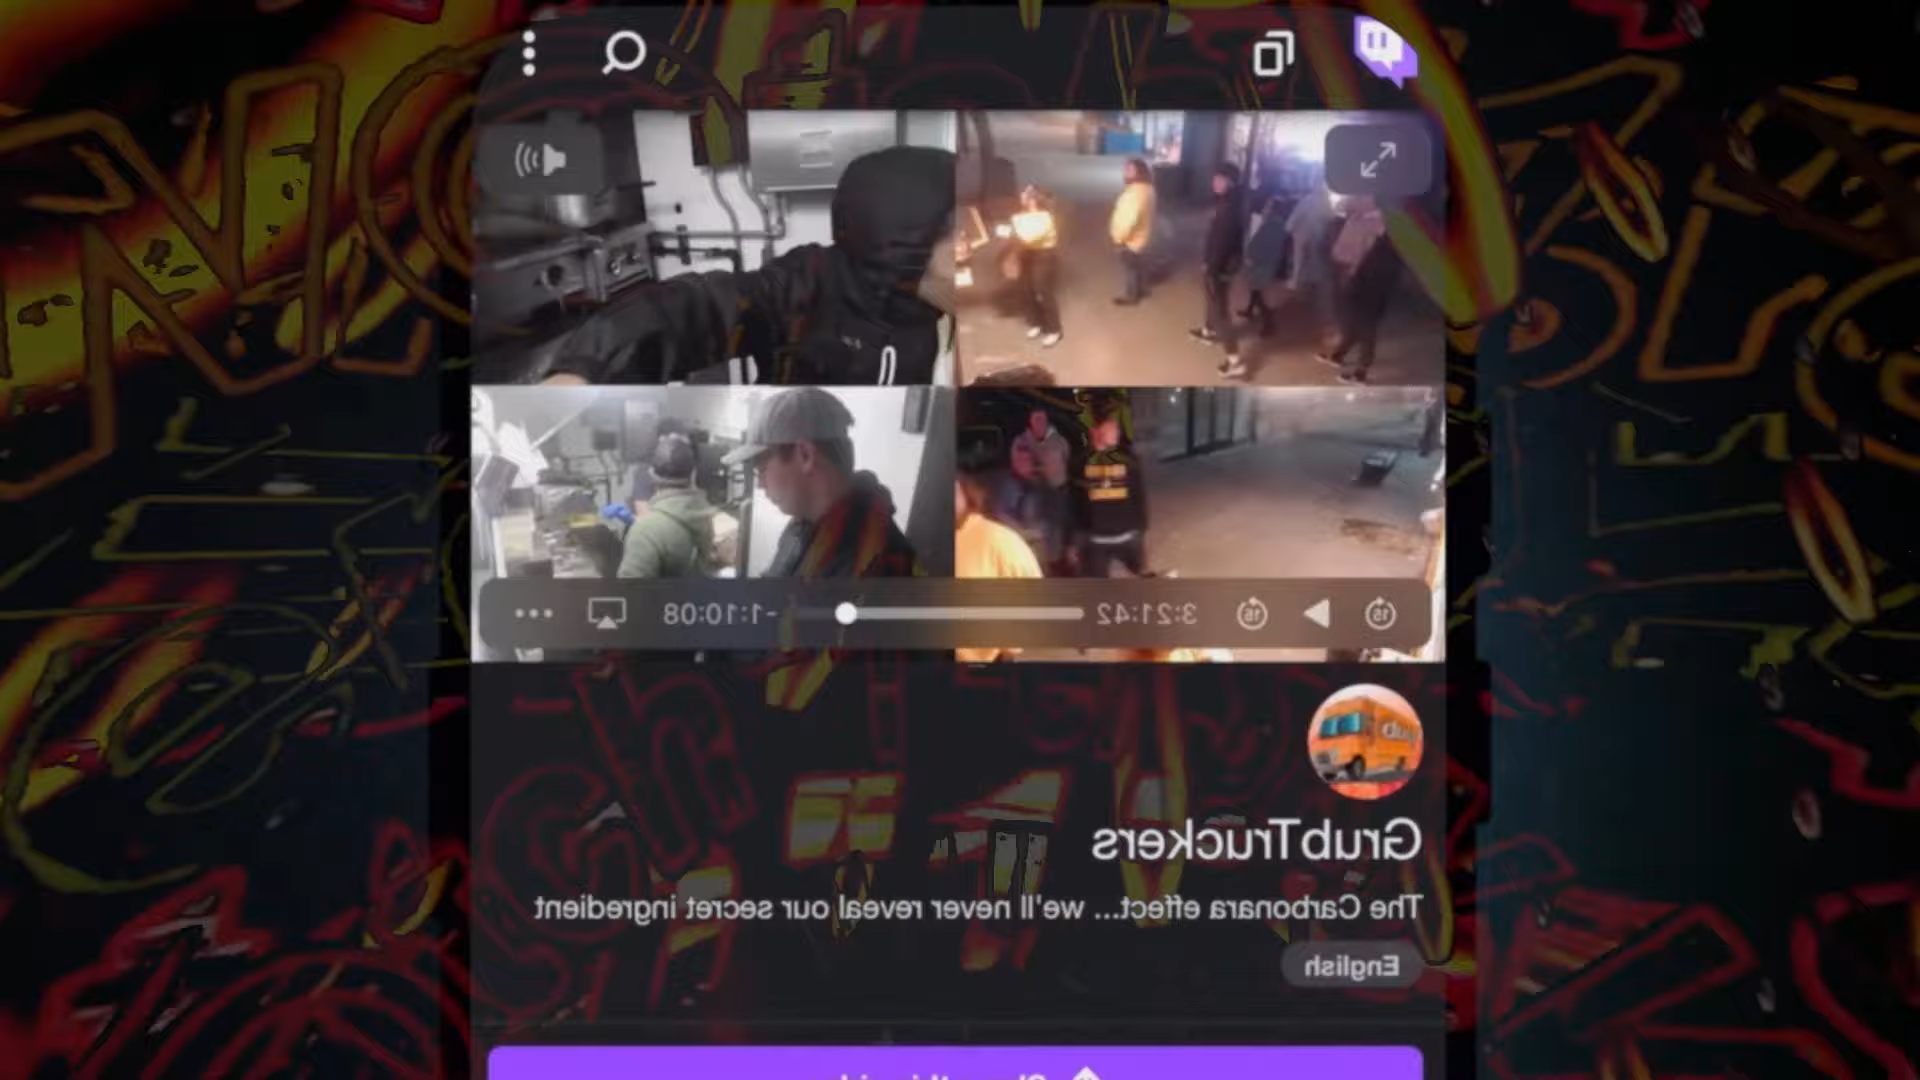 3:21:42 -1:10:08
GrubTruckers
The Carbonara effect... we'll never reveal our secret ingredient
English